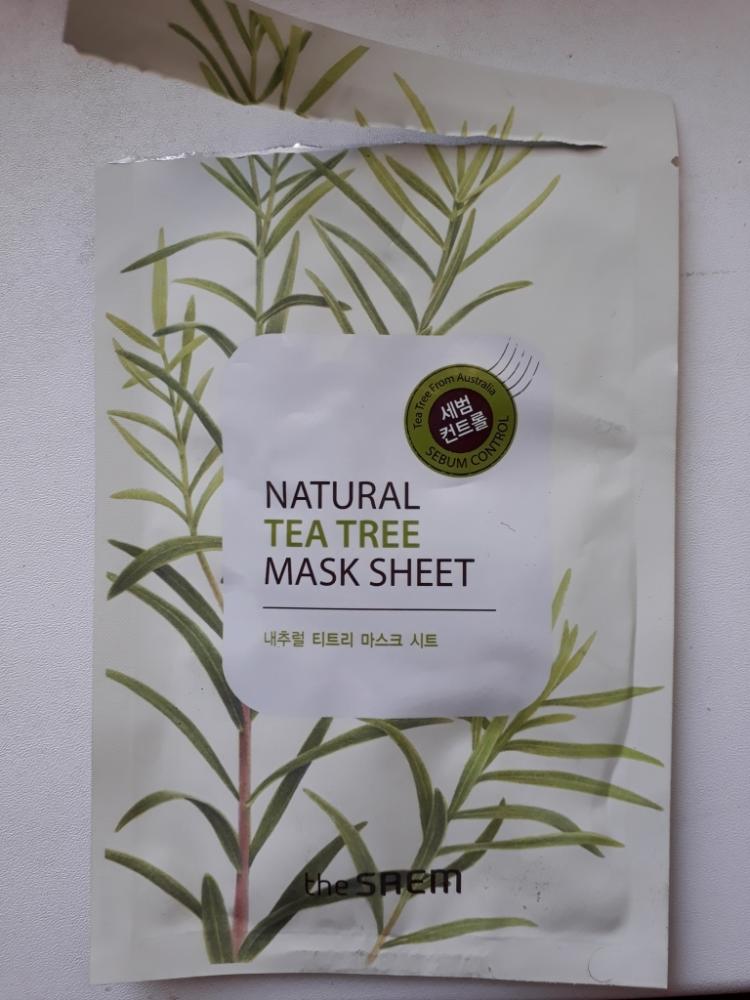 Tea Tree From Australia
세범
컨트롤
SEBUM CONTROL
NATURAL
TEA TREE
MASK SHEET
내추럴 티트리 마스크 시트
the SAEM